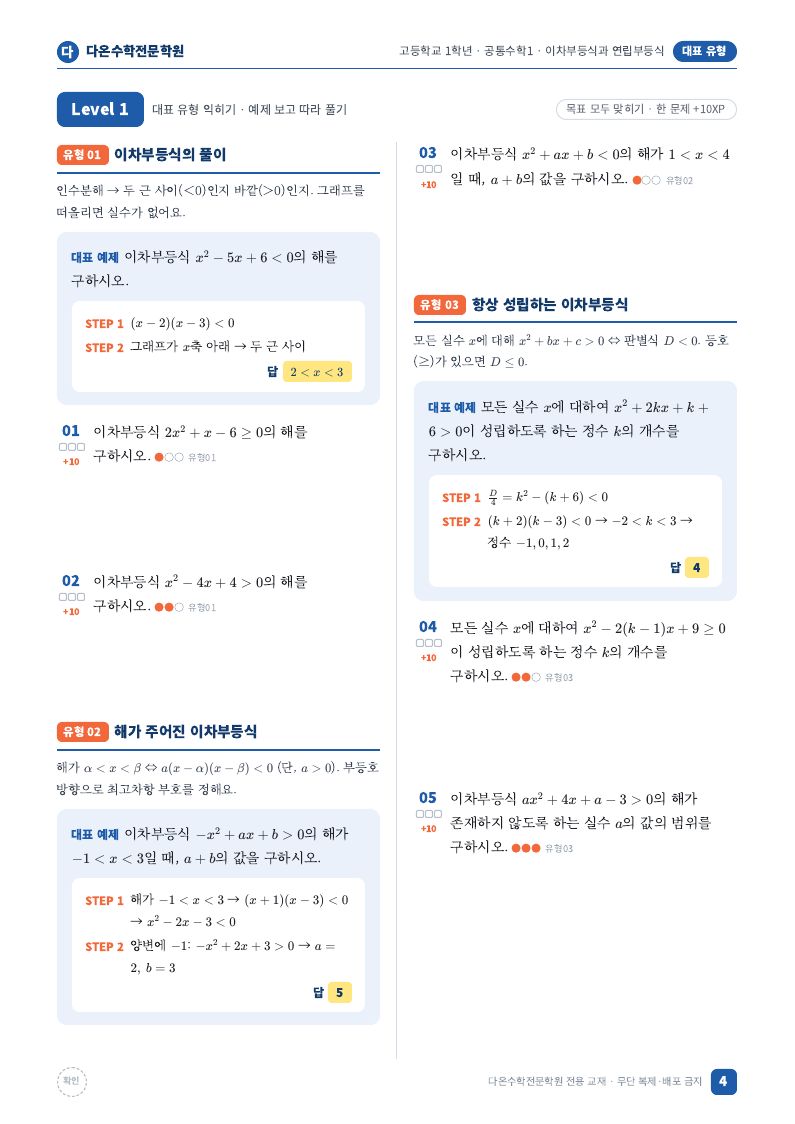 다 다온수학전문학원
고등학교 1학년 · 공통수학1 · 이차부등식과 연립부등식 대표 유형
Level 1 대표 유형 익히기 · 예제 보고 따라 풀기
목표 모두 맞히기 · 한 문제 +10XP
유형 01 이차부등식의 풀이
인수분해 → 두 근 사이(<0)인지 바깥(>0)인지. 그래프를
떠올리면 실수가 없어요.
대표 예제 이차부등식 x² − 5x + 6 < 0의 해를
구하시오.
STEP 1 (x − 2)(x − 3) < 0
STEP 2 그래프가 x축 아래 → 두 근 사이
답 2 < x < 3
01 이차부등식 2x² + x − 6 ≥ 0의 해를
구하시오. ●○○ 유형01
+10
02 이차부등식 x² − 4x + 4 > 0의 해를
구하시오. ●●○ 유형01
+10
유형 02 해가 주어진 이차부등식
해가 α < x < β ⇔ a(x − α)(x − β) < 0 (단, a > 0). 부등호
방향으로 최고차항 부호를 정해요.
대표 예제 이차부등식 −x² + ax + b > 0의 해가
−1 < x < 3일 때, a + b의 값을 구하시오.
STEP 1 해가 −1 < x < 3 → (x + 1)(x − 3) < 0
→ x² − 2x − 3 < 0
STEP 2 양변에 −1: −x² + 2x + 3 > 0 → a =
2, b = 3
답 5
03 이차부등식 x² + ax + b < 0의 해가 1 < x < 4
일 때, a + b의 값을 구하시오. ●○○ 유형02
+10
유형 03 항상 성립하는 이차부등식
모든 실수 x에 대해 x² + bx + c > 0 ⇔ 판별식 D < 0. 등호
(≥)가 있으면 D ≤ 0.
대표 예제 모든 실수 x에 대하여 x² + 2kx + k +
6 > 0이 성립하도록 하는 정수 k의 개수를
구하시오.
STEP 1 D/4 = k² − (k + 6) < 0
STEP 2 (k + 2)(k − 3) < 0 → −2 < k < 3 →
정수 −1, 0, 1, 2
답 4
04 모든 실수 x에 대하여 x² − 2(k − 1)x + 9 ≥ 0
이 성립하도록 하는 정수 k의 개수를
+10
구하시오. ●●○ 유형03
05 이차부등식 ax² + 4x + a − 3 > 0의 해가
존재하지 않도록 하는 실수 a의 값의 범위를
+10
구하시오. ●●● 유형03
확인
다온수학전문학원 전용 교재 · 무단 복제·배포 금지 4